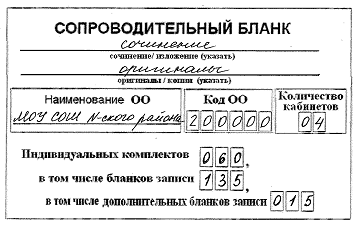 СОПРОВОДИТЕЛЬНЫЙ БЛАНК
сочинение
сочинение/ изложение (указать)
оригиналы
оригиналы / копии (указать)
Наименование ОО Код ОО Количество кабинетов
МОУ СОШ N-ского района 200000 04
Индивидуальных комплектов 060,
в том числе бланков записи 135,
в том числе дополнительных бланков записи 015